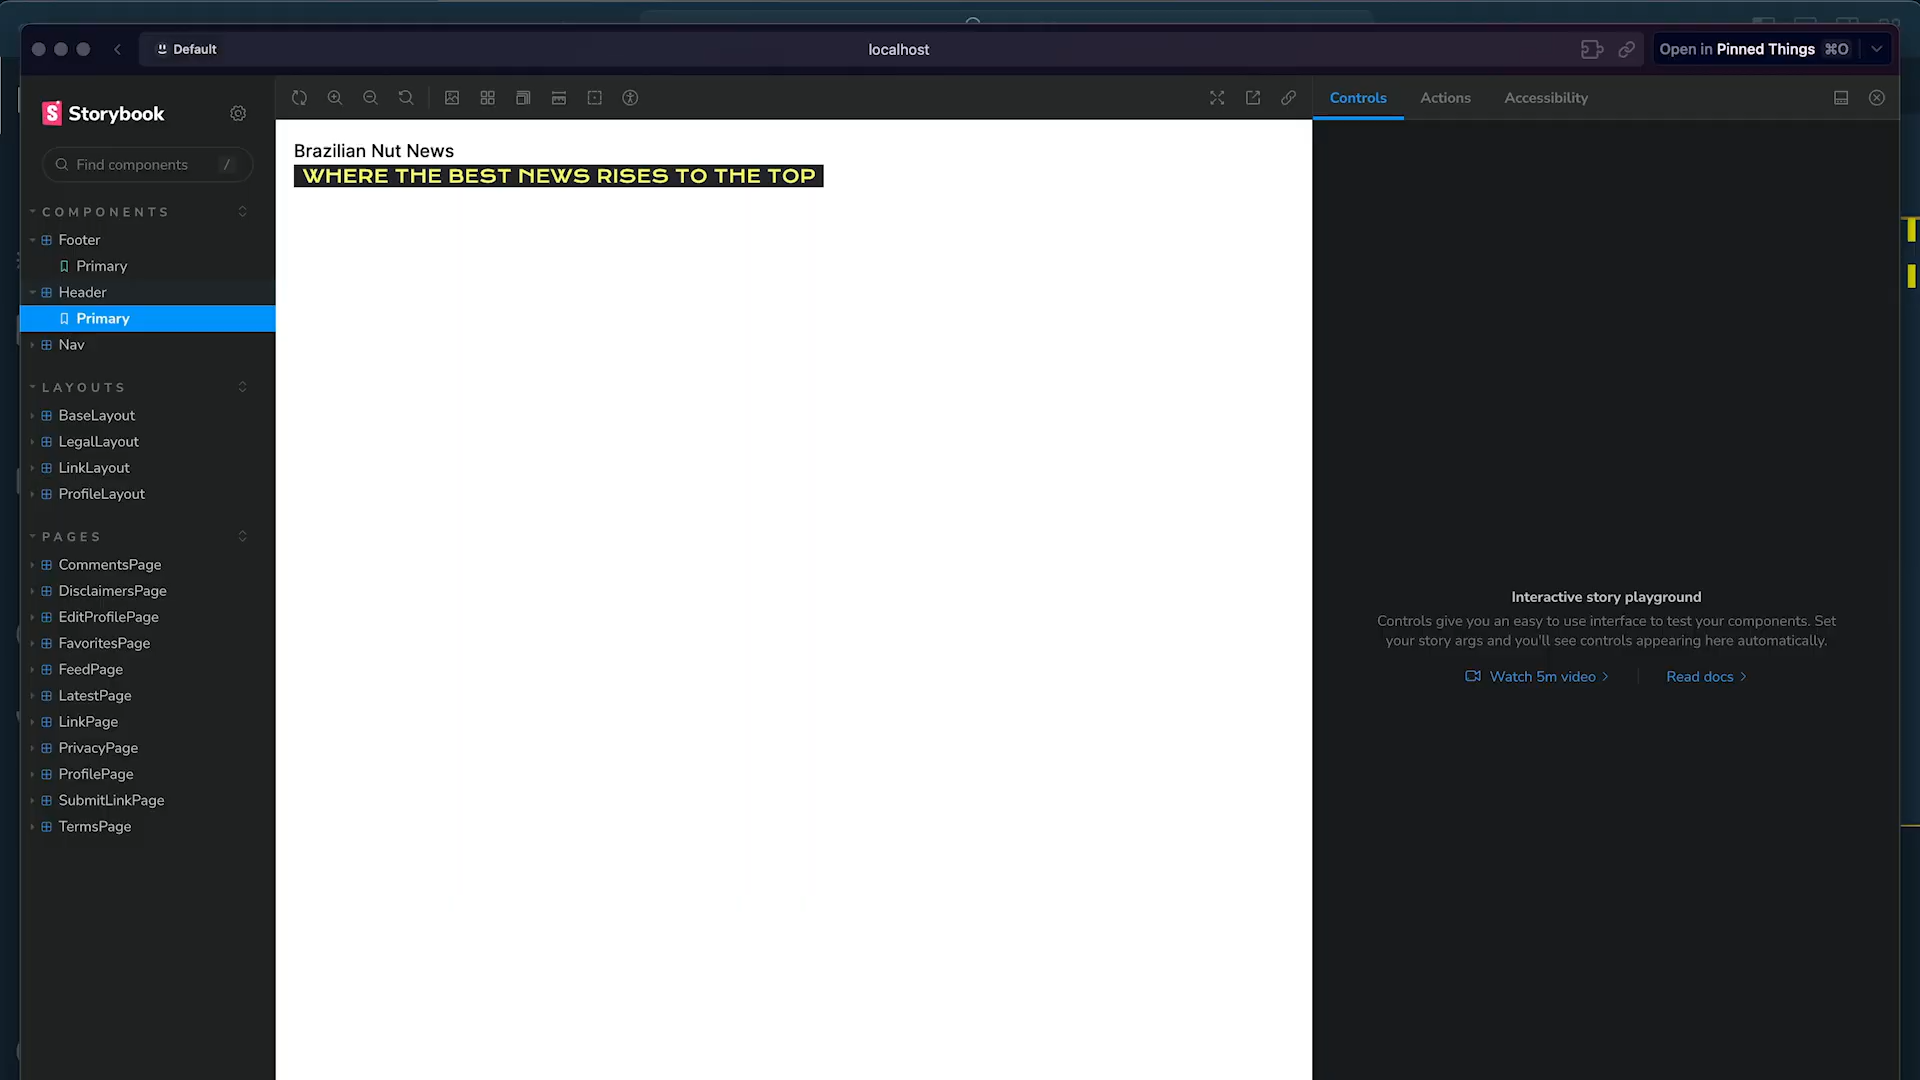 Default
localhost
Open in Pinned Things ⌘O
Storybook
Find components /
COMPONENTS
Footer
Primary
Header
Primary
Nav
LAYOUTS
BaseLayout
LegalLayout
LinkLayout
ProfileLayout
PAGES
CommentsPage
DisclaimersPage
EditProfilePage
FavoritesPage
FeedPage
LatestPage
LinkPage
PrivacyPage
ProfilePage
SubmitLinkPage
TermsPage
Brazilian Nut News
WHERE THE BEST NEWS RISES TO THE TOP
Controls Actions Accessibility
Interactive story playground
Controls give you an easy to use interface to test your components. Set
your story args and you'll see controls appearing here automatically.
Watch 5m video Read docs